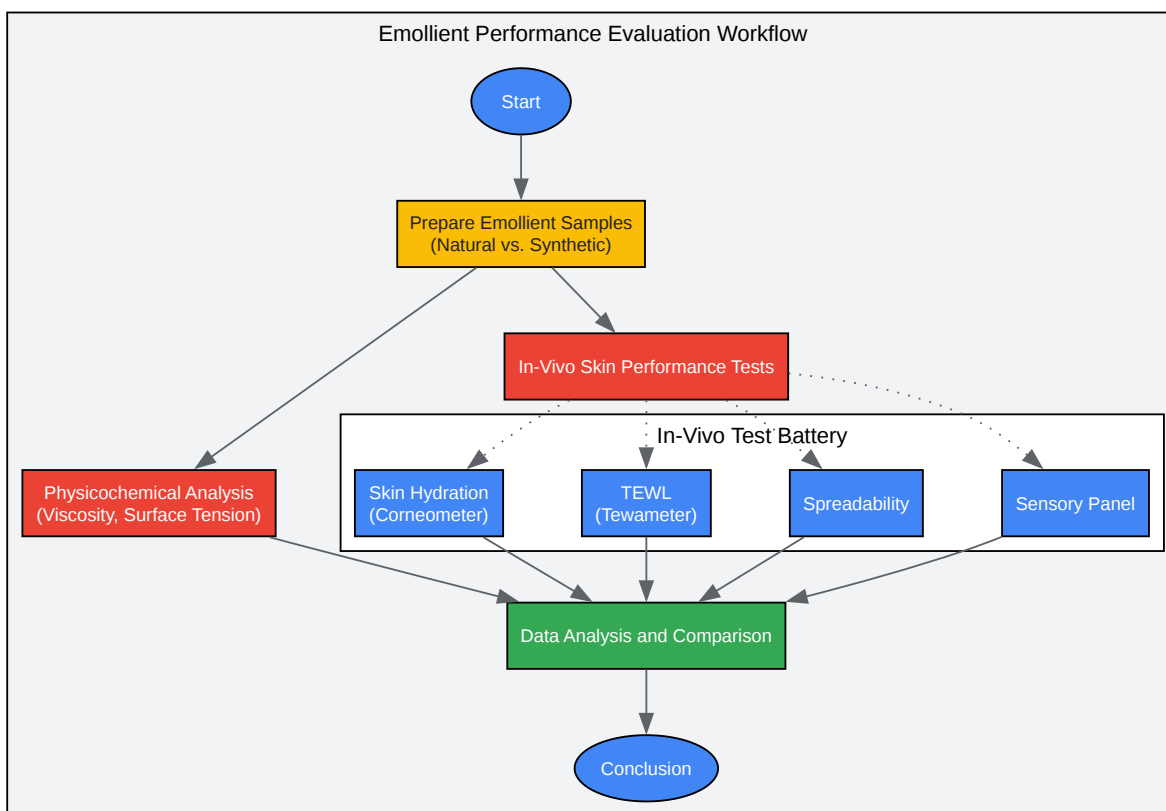 Emollient Performance Evaluation Workflow
Start
Prepare Emollient Samples
(Natural vs. Synthetic)
In-Vivo Skin Performance Tests
In-Vivo Test Battery
Physicochemical Analysis
(Viscosity, Surface Tension)
Skin Hydration
(Corneometer)
TEWL
(Tewameter)
Spreadability
Sensory Panel
Data Analysis and Comparison
Conclusion